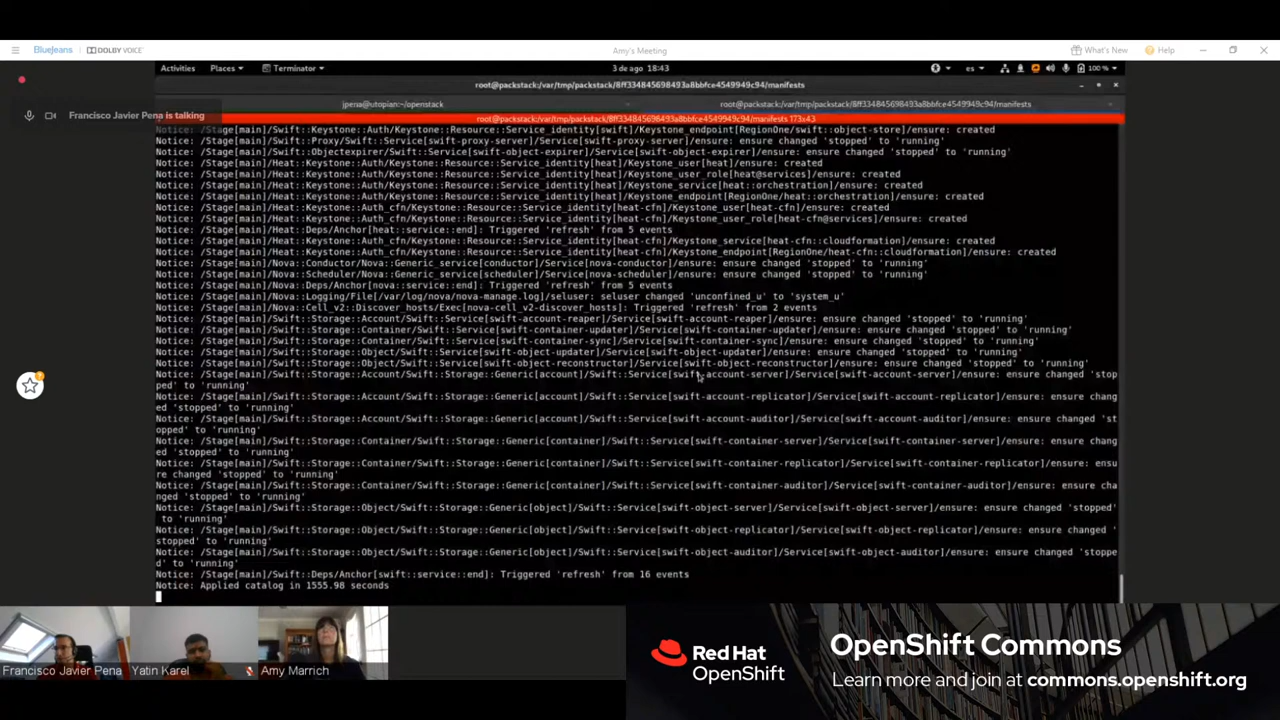 BlueJeans DOLBY VOICE
Amy's Meeting
What's New
Help
Activities Places Terminator
3 de ago 18:43
es 100 %
root@packstack:/var/tmp/packstack/8ff334845698493a8bbfce4549949c94/manifests
jpena@utopian:~/openstack
root@packstack:/var/tmp/packstack/8ff334845698493a8bbfce4549949c94/manifests
root@packstack:/var/tmp/packstack/8ff334845698493a8bbfce4549949c94/manifests 173x43
Francisco Javier Pena is talking
Notice: /Stage[main]/Swift::Keystone::Auth/Keystone::Resource::Service_identity[swift]/Keystone_endpoint[RegionOne/swift::object-store]/ensure: created
Notice: /Stage[main]/Swift::Proxy/Swift::Service[swift-proxy-server]/Service[swift-proxy-server]/ensure: ensure changed 'stopped' to 'running'
Notice: /Stage[main]/Swift::Objectexpirer/Swift::Service[swift-object-expirer]/Service[swift-object-expirer]/ensure: ensure changed 'stopped' to 'running'
Notice: /Stage[main]/Heat::Keystone::Auth/Keystone::Resource::Service_identity[heat]/Keystone_user[heat]/ensure: created
Notice: /Stage[main]/Heat::Keystone::Auth/Keystone::Resource::Service_identity[heat]/Keystone_user_role[heat@services]/ensure: created
Notice: /Stage[main]/Heat::Keystone::Auth/Keystone::Resource::Service_identity[heat]/Keystone_service[heat::orchestration]/ensure: created
Notice: /Stage[main]/Heat::Keystone::Auth/Keystone::Resource::Service_identity[heat]/Keystone_endpoint[RegionOne/heat::orchestration]/ensure: created
Notice: /Stage[main]/Heat::Keystone::Auth_cfn/Keystone::Resource::Service_identity[heat-cfn]/Keystone_user[heat-cfn]/ensure: created
Notice: /Stage[main]/Heat::Keystone::Auth_cfn/Keystone::Resource::Service_identity[heat-cfn]/Keystone_user_role[heat-cfn@services]/ensure: created
Notice: /Stage[main]/Heat::Deps/Anchor[heat::service::end]: Triggered 'refresh' from 5 events
Notice: /Stage[main]/Heat::Keystone::Auth_cfn/Keystone::Resource::Service_identity[heat-cfn]/Keystone_service[heat-cfn::cloudformation]/ensure: created
Notice: /Stage[main]/Heat::Keystone::Auth_cfn/Keystone::Resource::Service_identity[heat-cfn]/Keystone_endpoint[RegionOne/heat-cfn::cloudformation]/ensure: created
Notice: /Stage[main]/Nova::Conductor/Nova::Generic_service[conductor]/Service[nova-conductor]/ensure: ensure changed 'stopped' to 'running'
Notice: /Stage[main]/Nova::Scheduler/Nova::Generic_service[scheduler]/Service[nova-scheduler]/ensure: ensure changed 'stopped' to 'running'
Notice: /Stage[main]/Nova::Deps/Anchor[nova::service::end]: Triggered 'refresh' from 5 events
Notice: /Stage[main]/Nova::Logging/File[/var/log/nova/nova-manage.log]/seluser: seluser changed 'unconfined_u' to 'system_u'
Notice: /Stage[main]/Nova::Cell_v2::Discover_hosts/Exec[nova-cell_v2-discover_hosts]: Triggered 'refresh' from 2 events
Notice: /Stage[main]/Swift::Storage::Account/Swift::Service[swift-account-reaper]/Service[swift-account-reaper]/ensure: ensure changed 'stopped' to 'running'
Notice: /Stage[main]/Swift::Storage::Container/Swift::Service[swift-container-updater]/Service[swift-container-updater]/ensure: ensure changed 'stopped' to 'running'
Notice: /Stage[main]/Swift::Storage::Container/Swift::Service[swift-container-sync]/Service[swift-container-sync]/ensure: ensure changed 'stopped' to 'running'
Notice: /Stage[main]/Swift::Storage::Object/Swift::Service[swift-object-updater]/Service[swift-object-updater]/ensure: ensure changed 'stopped' to 'running'
Notice: /Stage[main]/Swift::Storage::Object/Swift::Service[swift-object-reconstructor]/Service[swift-object-reconstructor]/ensure: ensure changed 'stopped' to 'running'
Notice: /Stage[main]/Swift::Storage::Account/Swift::Storage::Generic[account]/Swift::Service[swift-account-server]/Service[swift-account-server]/ensure: ensure changed 'stop
ped' to 'running'
Notice: /Stage[main]/Swift::Storage::Account/Swift::Storage::Generic[account]/Swift::Service[swift-account-replicator]/Service[swift-account-replicator]/ensure: ensure chang
ed 'stopped' to 'running'
Notice: /Stage[main]/Swift::Storage::Account/Swift::Storage::Generic[account]/Swift::Service[swift-account-auditor]/Service[swift-account-auditor]/ensure: ensure changed 'st
opped' to 'running'
Notice: /Stage[main]/Swift::Storage::Container/Swift::Storage::Generic[container]/Swift::Service[swift-container-server]/Service[swift-container-server]/ensure: ensure chang
ed 'stopped' to 'running'
Notice: /Stage[main]/Swift::Storage::Container/Swift::Storage::Generic[container]/Swift::Service[swift-container-replicator]/Service[swift-container-replicator]/ensure: ensu
re changed 'stopped' to 'running'
Notice: /Stage[main]/Swift::Storage::Container/Swift::Storage::Generic[container]/Swift::Service[swift-container-auditor]/Service[swift-container-auditor]/ensure: ensure cha
nged 'stopped' to 'running'
Notice: /Stage[main]/Swift::Storage::Object/Swift::Storage::Generic[object]/Swift::Service[swift-object-server]/Service[swift-object-server]/ensure: ensure changed 'stopped'
to 'running'
Notice: /Stage[main]/Swift::Storage::Object/Swift::Storage::Generic[object]/Swift::Service[swift-object-replicator]/Service[swift-object-replicator]/ensure: ensure changed '
stopped' to 'running'
Notice: /Stage[main]/Swift::Storage::Object/Swift::Storage::Generic[object]/Swift::Service[swift-object-auditor]/Service[swift-object-auditor]/ensure: ensure changed 'stoppe
d' to 'running'
Notice: /Stage[main]/Swift::Deps/Anchor[swift::service::end]: Triggered 'refresh' from 16 events
Notice: Applied catalog in 1555.98 seconds
Francisco Javier Pena
Yatin Karel
Amy Marrich
Red Hat
OpenShift
OpenShift Commons
Learn more and join at commons.openshift.org